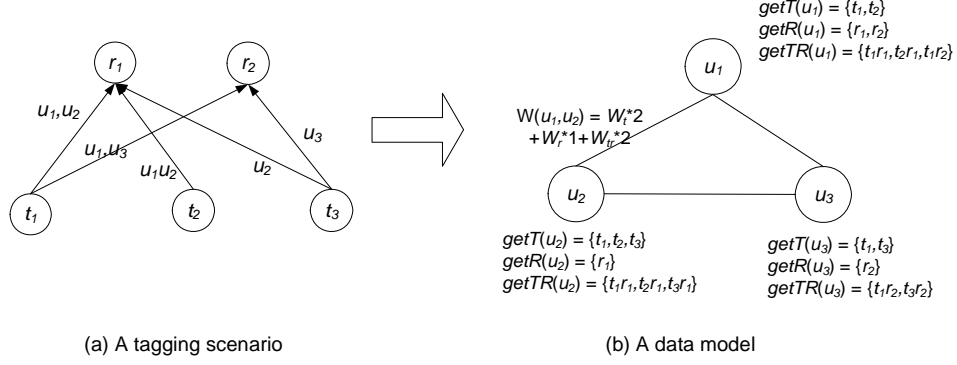 getT(u₁) = {t₁,t₂}
getR(u₁) = {r₁,r₂}
getTR(u₁) = {t₁r₁,t₂r₁,t₁r₂}
r₁
r₂
u₁
u₁,u₂
u₁,u₃
u₁u₂
u₂
u₃
W(u₁,u₂) = Wₜ*2
+Wᵣ*1+Wₜᵣ*2
t₁
t₂
t₃
u₂
u₃
getT(u₂) = {t₁,t₂,t₃}
getR(u₂) = {r₁}
getTR(u₂) = {t₁r₁,t₂r₁,t₃r₁}
getT(u₃) = {t₁,t₃}
getR(u₃) = {r₂}
getTR(u₃) = {t₁r₂,t₃r₂}
(a) A tagging scenario
(b) A data model